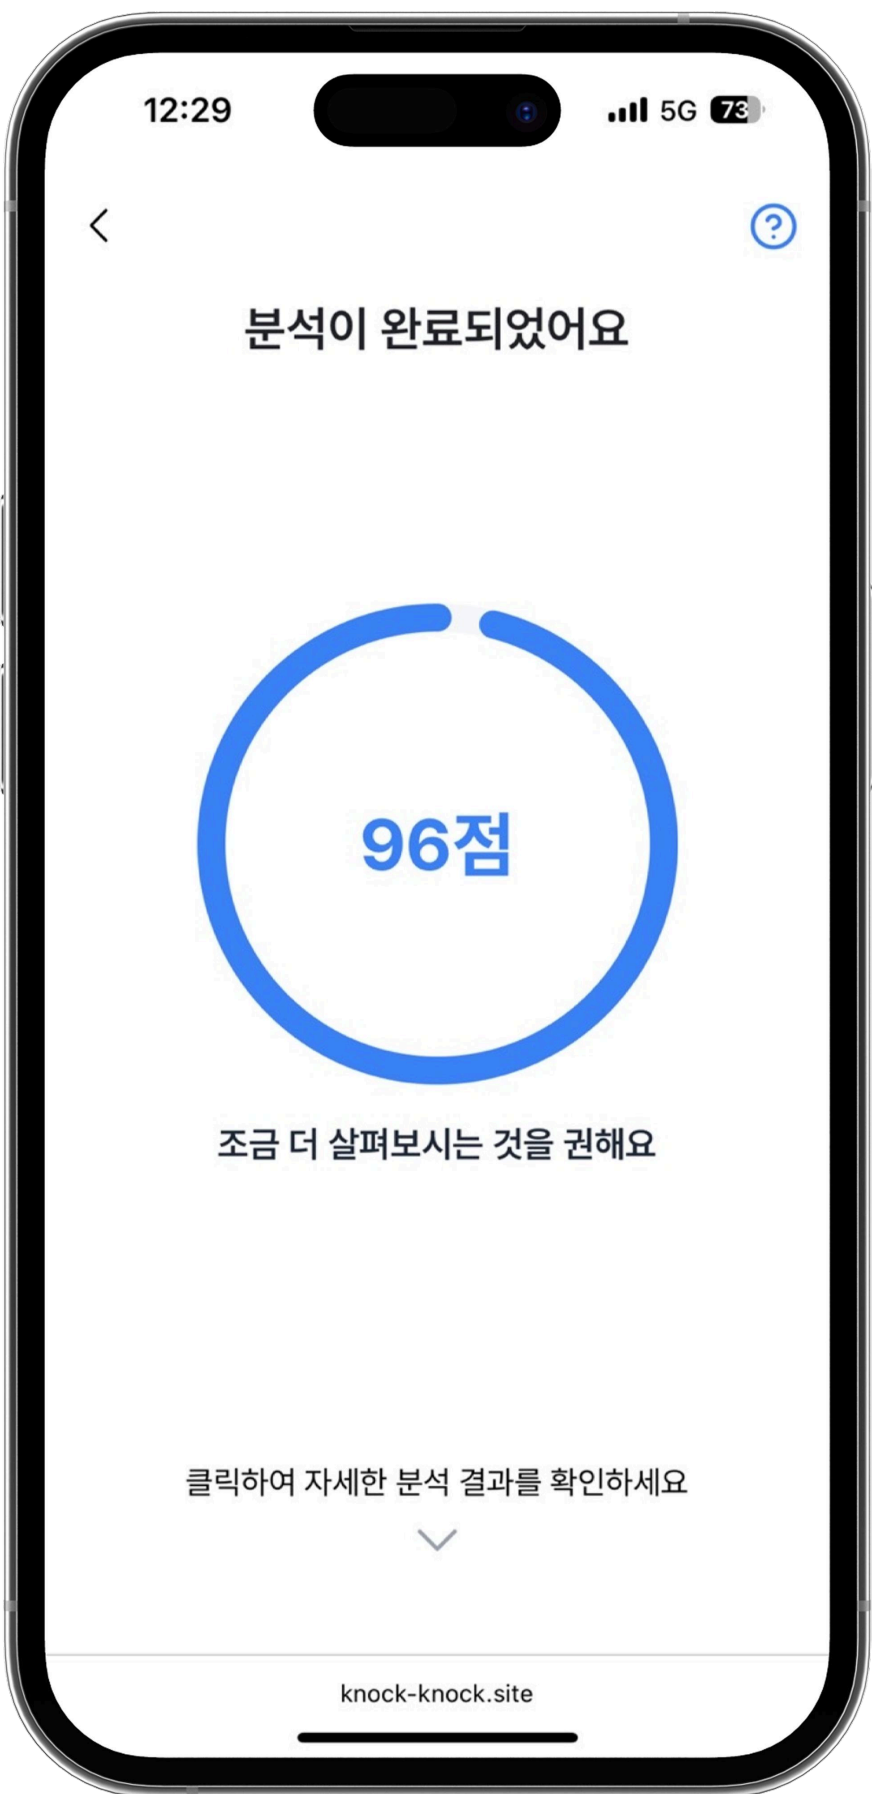 12:29 5G 73
분석이 완료되었어요
96점
조금 더 살펴보시는 것을 권해요
클릭하여 자세한 분석 결과를 확인하세요
knock-knock.site